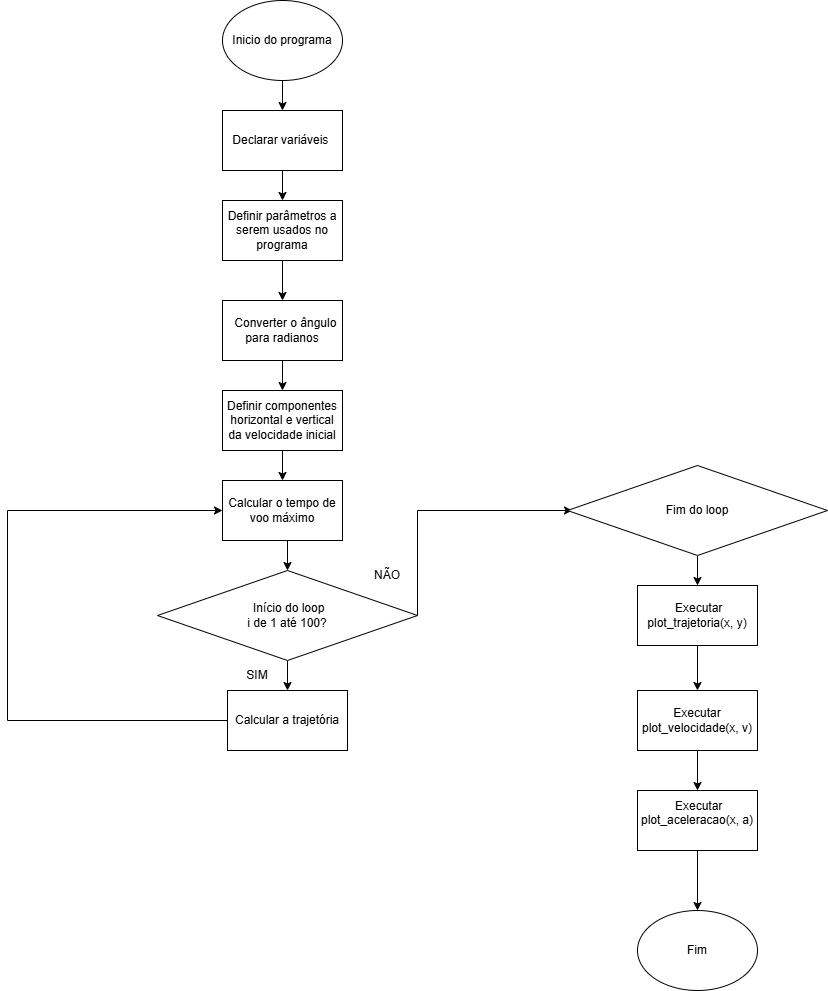 Inicio do programa
Declarar variáveis
Definir parâmetros a
serem usados no
programa
Converter o ângulo
para radianos
Definir componentes
horizontal e vertical
da velocidade inicial
Calcular o tempo de
voo máximo
NÃO
Início do loop
i de 1 até 100?
SIM
Calcular a trajetória
Fim do loop
Executar
plot_trajetoria(x, y)
Executar
plot_velocidade(x, v)
Executar
plot_aceleracao(x, a)
Fim